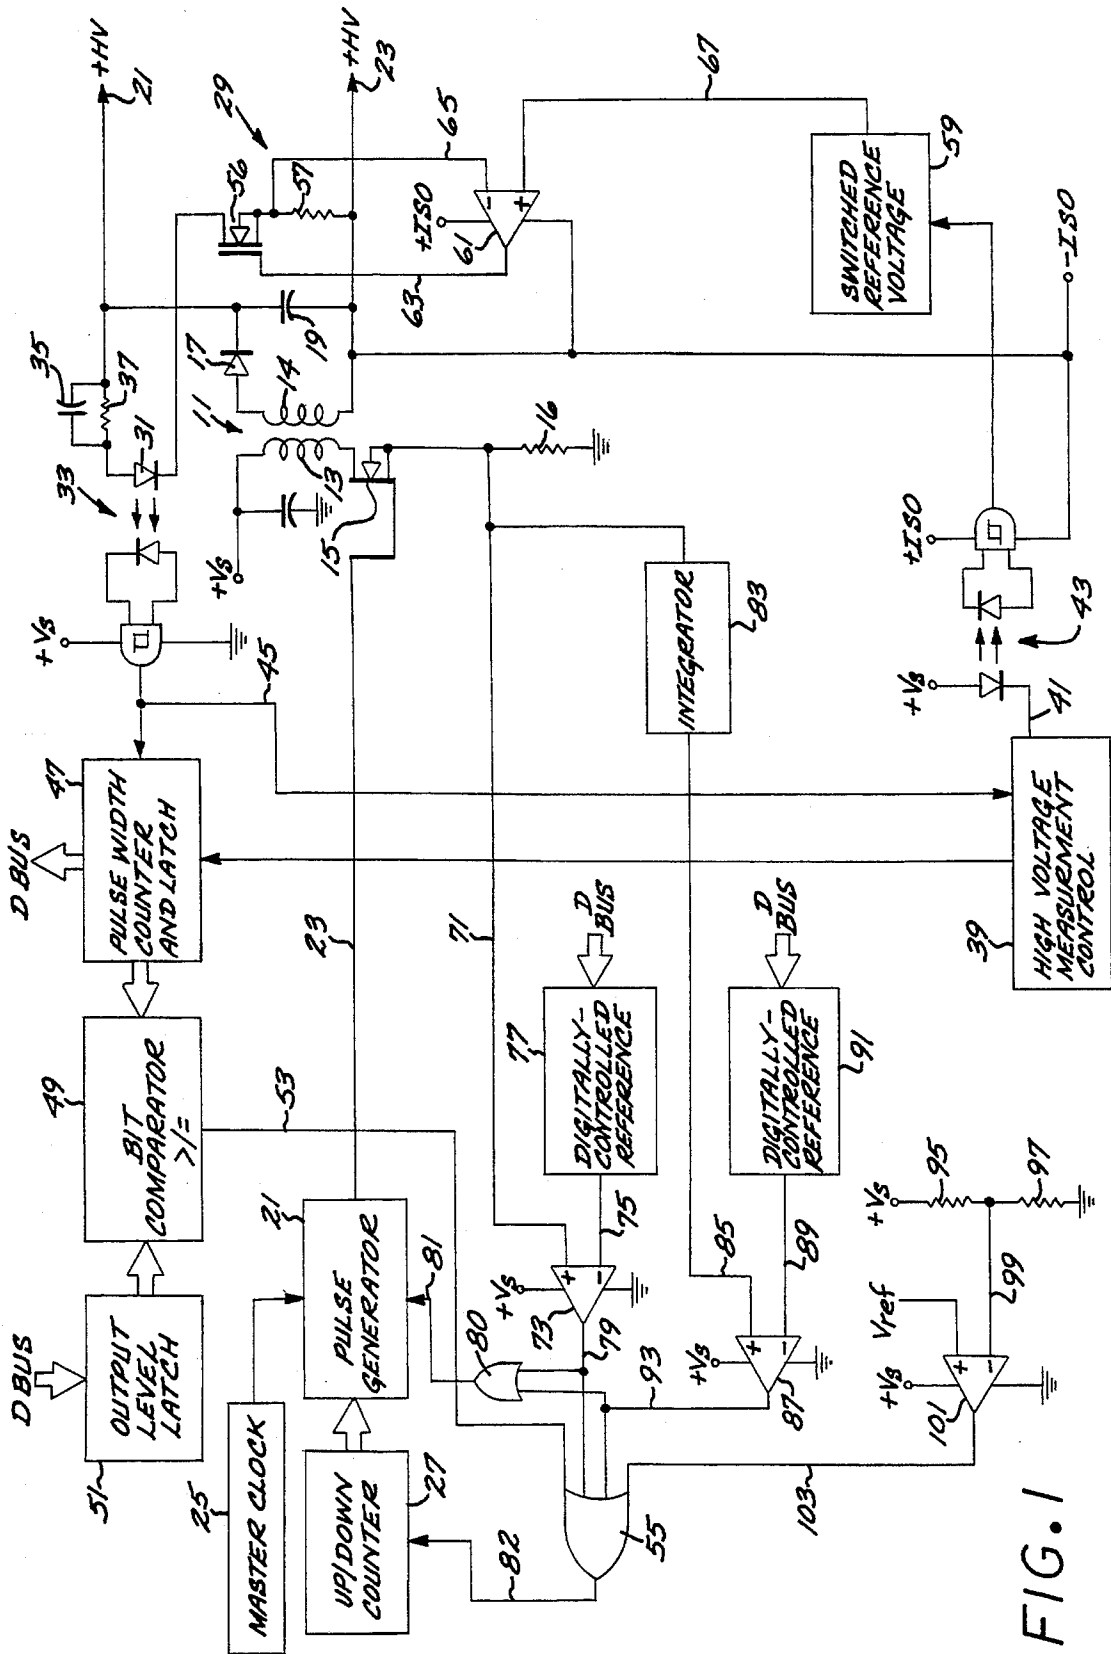 D BUS
51
OUTPUT
LEVEL
LATCH
49
BIT
COMPARATOR
>/=
D BUS
47
PULSE WIDTH
COUNTER
AND LATCH
45
+Vs
33
31
35
37
+HV
21
25
MASTER CLOCK
21
PULSE
GENERATOR
53
23
+Vs
11
13
14
15
16
17
19
29
56
57
63
65
+ISO
61
-
+
+HV
23
67
UP/DOWN
COUNTER
27
81
80
82
71
73
+Vs
+
-
75
79
77
DIGITALLY-
CONTROLLED
REFERENCE
D
BUS
INTEGRATOR
83
55
93
85
87
+Vs
+
-
89
DIGITALLY-
CONTROLLED
REFERENCE
91
D
BUS
SWITCHED
REFERENCE
VOLTAGE
59
103
101
+Vs
Vref
+
-
99
+Vs
95
97
39
HIGH VOLTAGE
MEASURMENT
CONTROL
41
+Vs
43
+ISO
-ISO
FIG. 1